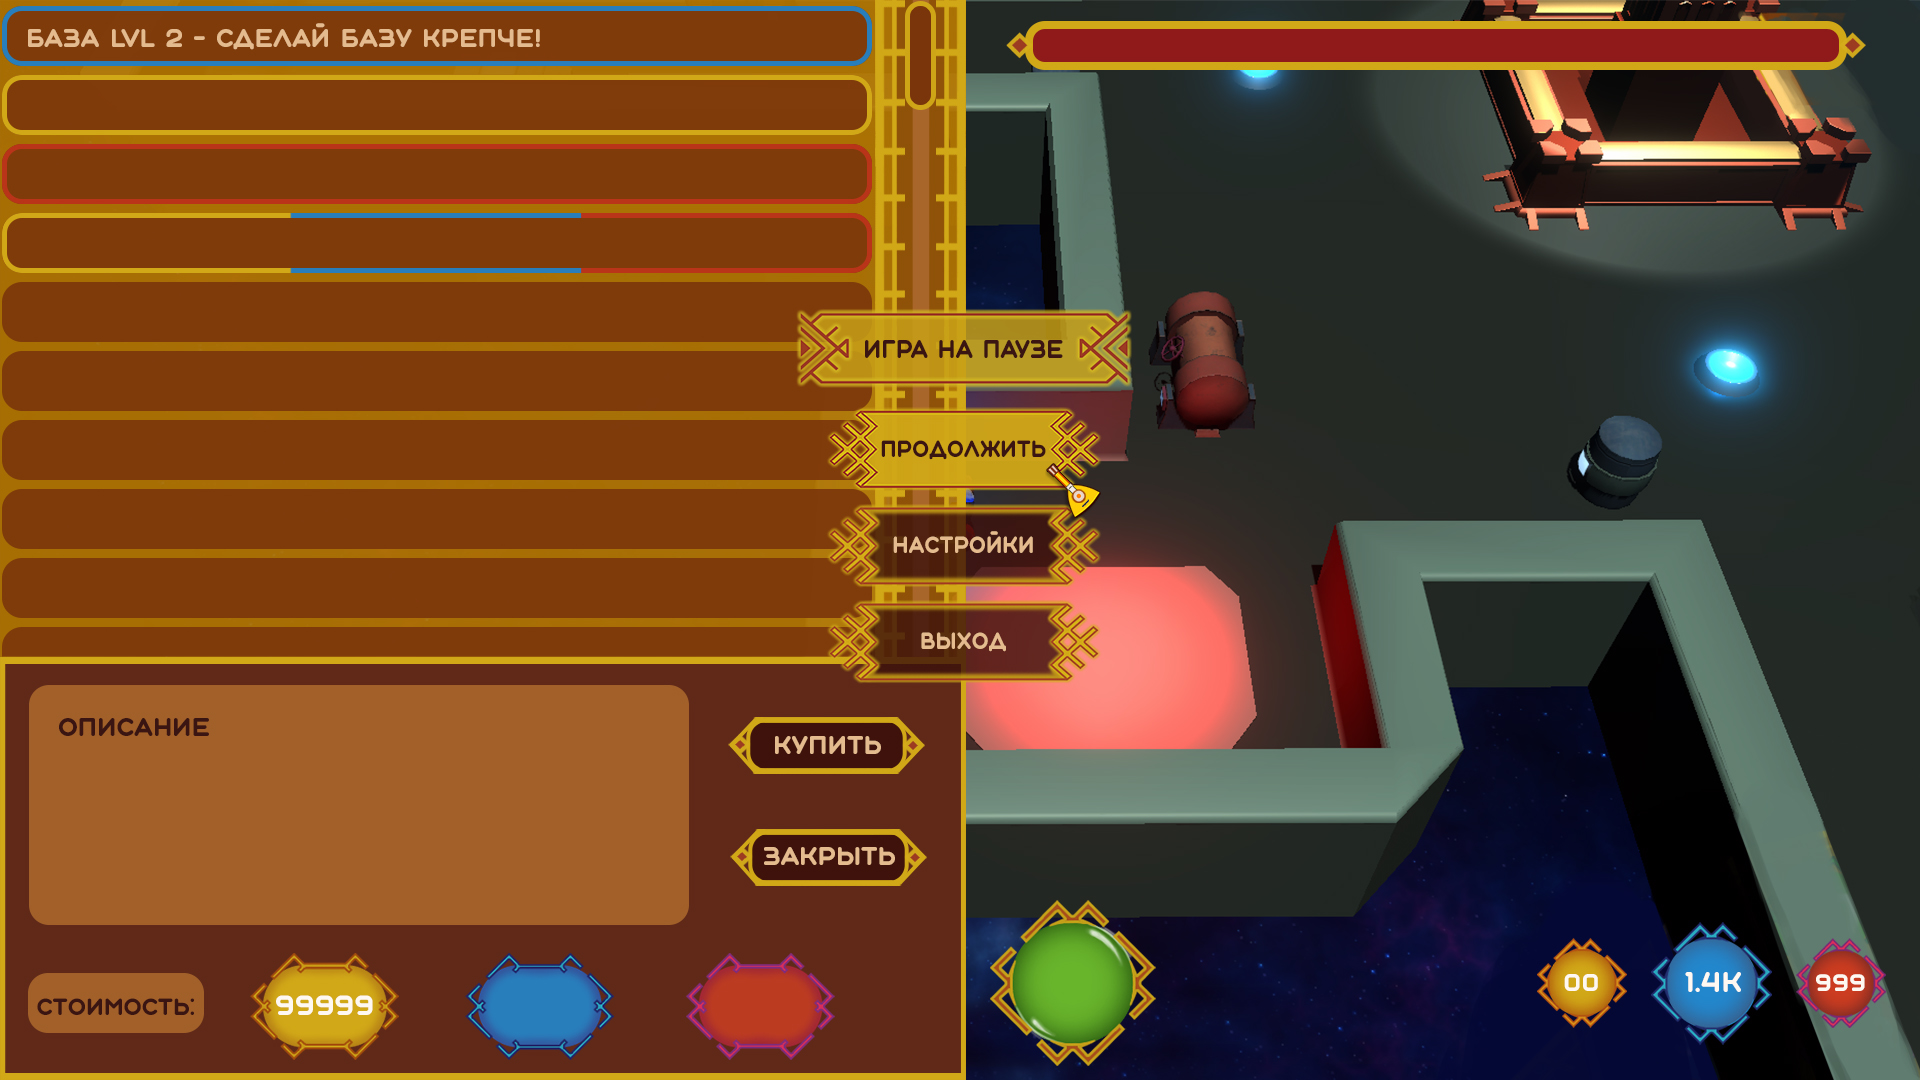 БАЗА LVL 2 - СДЕЛАЙ БАЗУ КРЕПЧЕ!
ИГРА НА ПАУЗЕ
ПРОДОЛЖИТЬ
НАСТРОЙКИ
ВЫХОД
ОПИСАНИЕ
КУПИТЬ
ЗАКРЫТЬ
СТОИМОСТЬ:
99999
00
1.4K
999